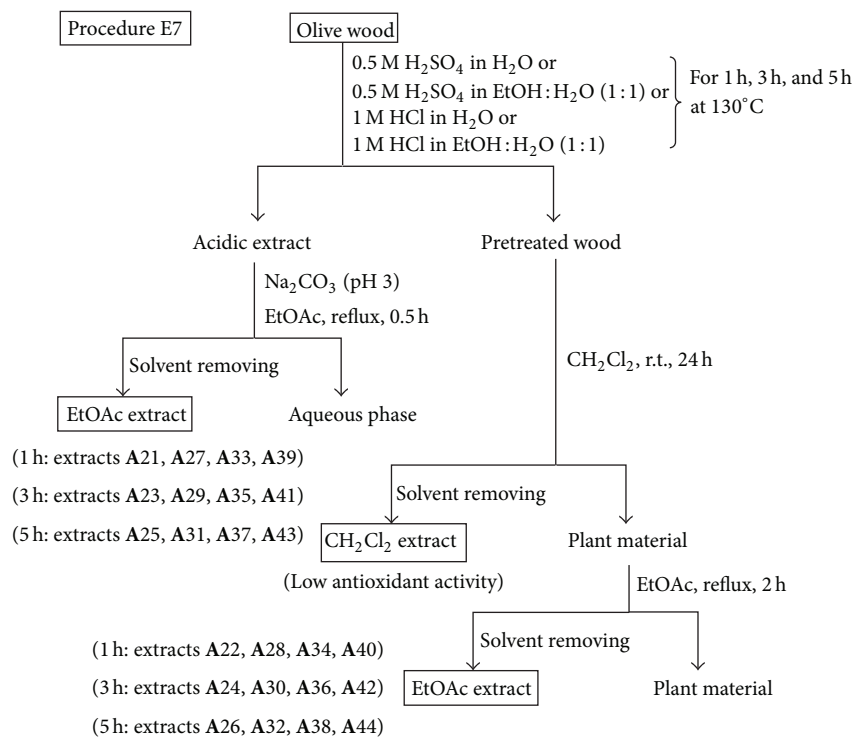 Procedure E7
Olive wood
0.5 M H₂SO₄ in H₂O or
0.5 M H₂SO₄ in EtOH : H₂O (1 : 1) or
1 M HCl in H₂O or
1 M HCl in EtOH : H₂O (1 : 1)
For 1 h, 3 h, and 5 h
at 130°C
Acidic extract
Pretreated wood
Na₂CO₃ (pH 3)
EtOAc, reflux, 0.5 h
Solvent removing
EtOAc extract
Aqueous phase
(1 h: extracts A21, A27, A33, A39)
(3 h: extracts A23, A29, A35, A41)
(5 h: extracts A25, A31, A37, A43)
CH₂Cl₂, r.t., 24 h
Solvent removing
CH₂Cl₂ extract
(Low antioxidant activity)
Plant material
EtOAc, reflux, 2 h
Solvent removing
EtOAc extract
Plant material
(1 h: extracts A22, A28, A34, A40)
(3 h: extracts A24, A30, A36, A42)
(5 h: extracts A26, A32, A38, A44)